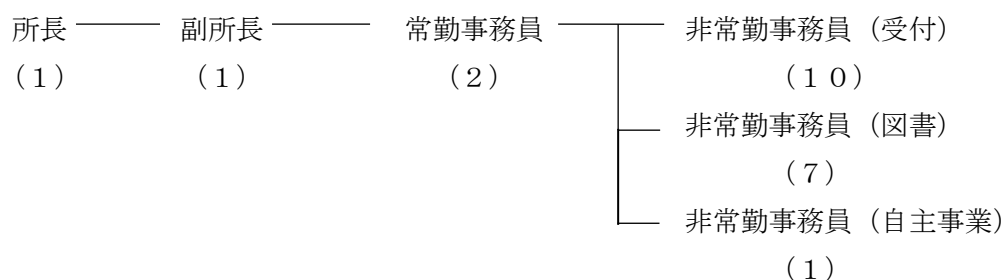 所長 副所長 常勤事務員 非常勤事務員（受付）
（１） （１） （２） （１０）
非常勤事務員（図書）
（７）
非常勤事務員（自主事業）
（１）